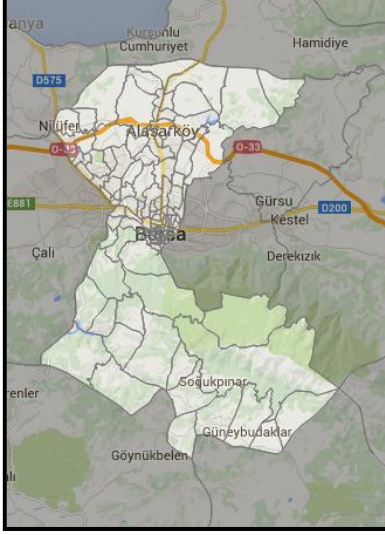 anya
Kurşunlu
Cumhuriyet
Hamidiye
D575
Nilüfer
Alaşarköy
O-33
O-33
E881
Gürsu
Kestel
D200
Bursa
Çalı
Derekızık
Soğukpınar
renler
Güneybudaklar
Göynükbelen
lı